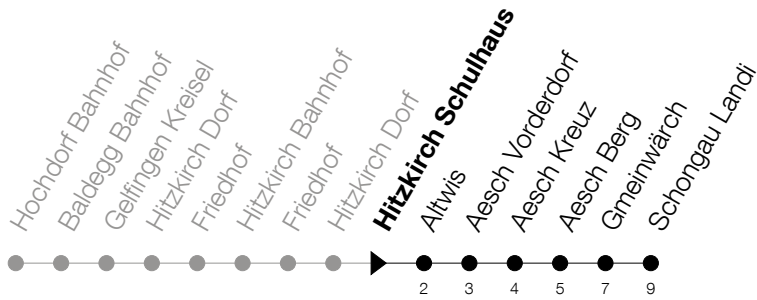 Hochdorf Bahnhof
Baldegg Bahnhof
Gelfingen Kreisel
Hitzkirch Dorf
Friedhof
Hitzkirch Bahnhof
Friedhof
Hitzkirch Dorf
Hitzkirch Schulhaus
Altwis
Aesch Vorderdorf
Aesch Kreuz
Aesch Berg
Gmeinwärch
Schongau Landi
2 3 4 5 7 9